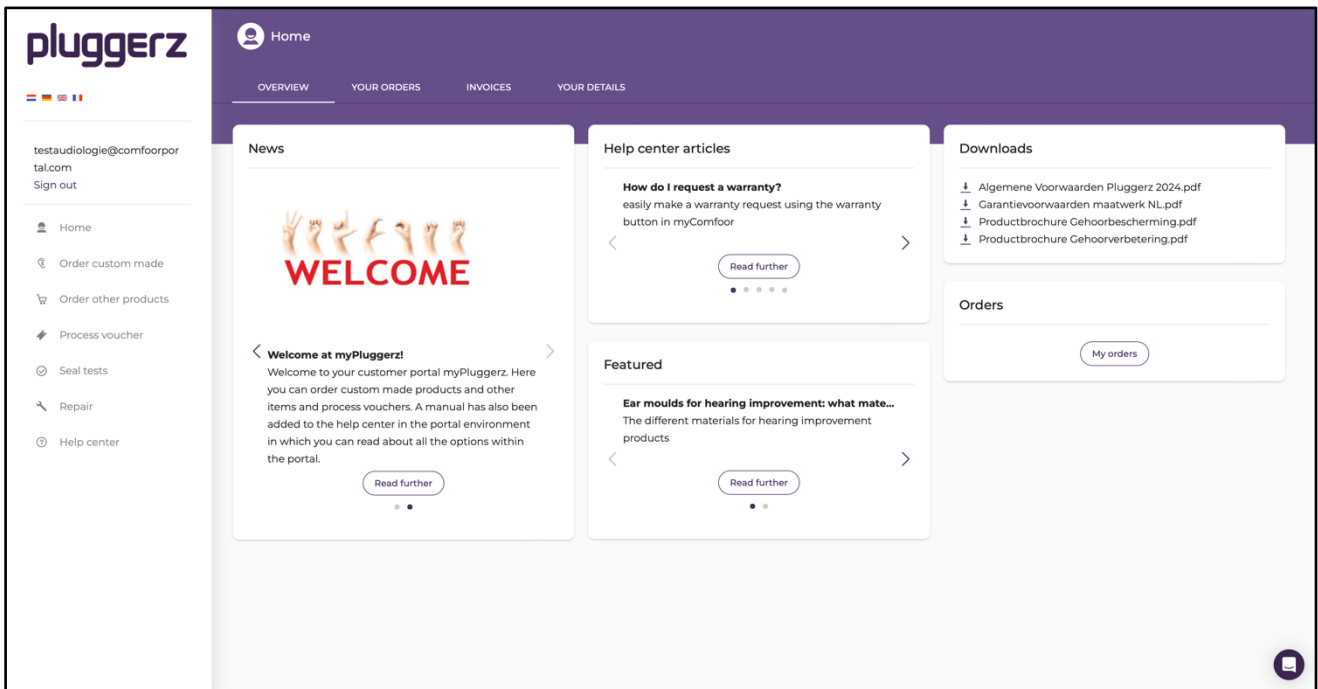 pluggerz
testaudiologie@comfoorpor
tal.com
Sign out
Home
Order custom made
Order other products
Process voucher
Seal tests
Repair
Help center
Home
OVERVIEW
YOUR ORDERS
INVOICES
YOUR DETAILS
News
WELCOME
Welcome at myPluggerz!
Welcome to your customer portal myPluggerz. Here
you can order custom made products and other
items and process vouchers. A manual has also been
added to the help center in the portal environment
in which you can read about all the options within
the portal.
Read further
Help center articles
How do I request a warranty?
easily make a warranty request using the warranty
button in myComfoor
Read further
Featured
Ear moulds for hearing improvement: what mate...
The different materials for hearing improvement
products
Read further
Downloads
Algemene Voorwaarden Pluggerz 2024.pdf
Garantievoorwaarden maatwerk NL.pdf
Productbrochure Gehoorbescherming.pdf
Productbrochure Gehoorverbetering.pdf
Orders
My orders